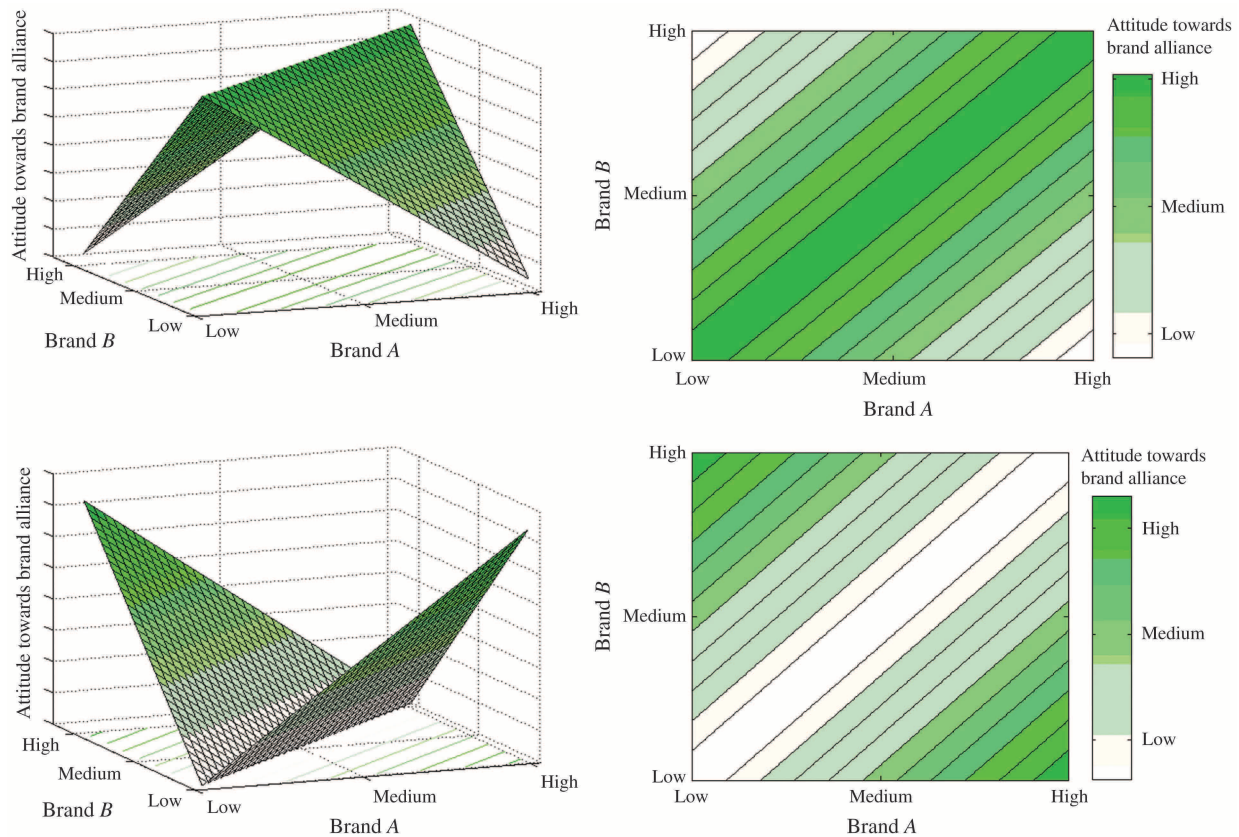 Attitude towards brand alliance
High
Medium
Low
Brand B
Low
Medium
High
Brand A
High
Medium
Low
Brand B
Low
Medium
High
Brand A
Attitude towards
brand alliance
High
Medium
Low
Attitude towards brand alliance
High
Medium
Low
Brand B
Low
Medium
High
Brand A
High
Medium
Low
Brand B
Low
Medium
High
Brand A
Attitude towards
brand alliance
High
Medium
Low